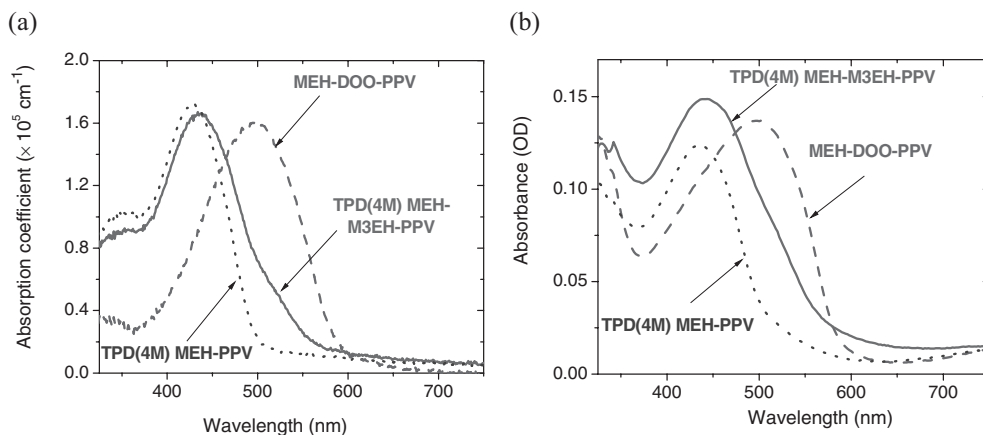 (a)
2.0
1.6
1.2
0.8
0.4
0.0
Absorption coefficient (× 10⁵ cm⁻¹)
MEH-DOO-PPV
TPD(4M) MEH-
M3EH-PPV
TPD(4M) MEH-PPV
400 500 600 700
Wavelength (nm)
(b)
0.15
0.10
0.05
0.00
Absorbance (OD)
TPD(4M) MEH-M3EH-PPV
MEH-DOO-PPV
TPD(4M) MEH-PPV
400 500 600 700
Wavelength (nm)